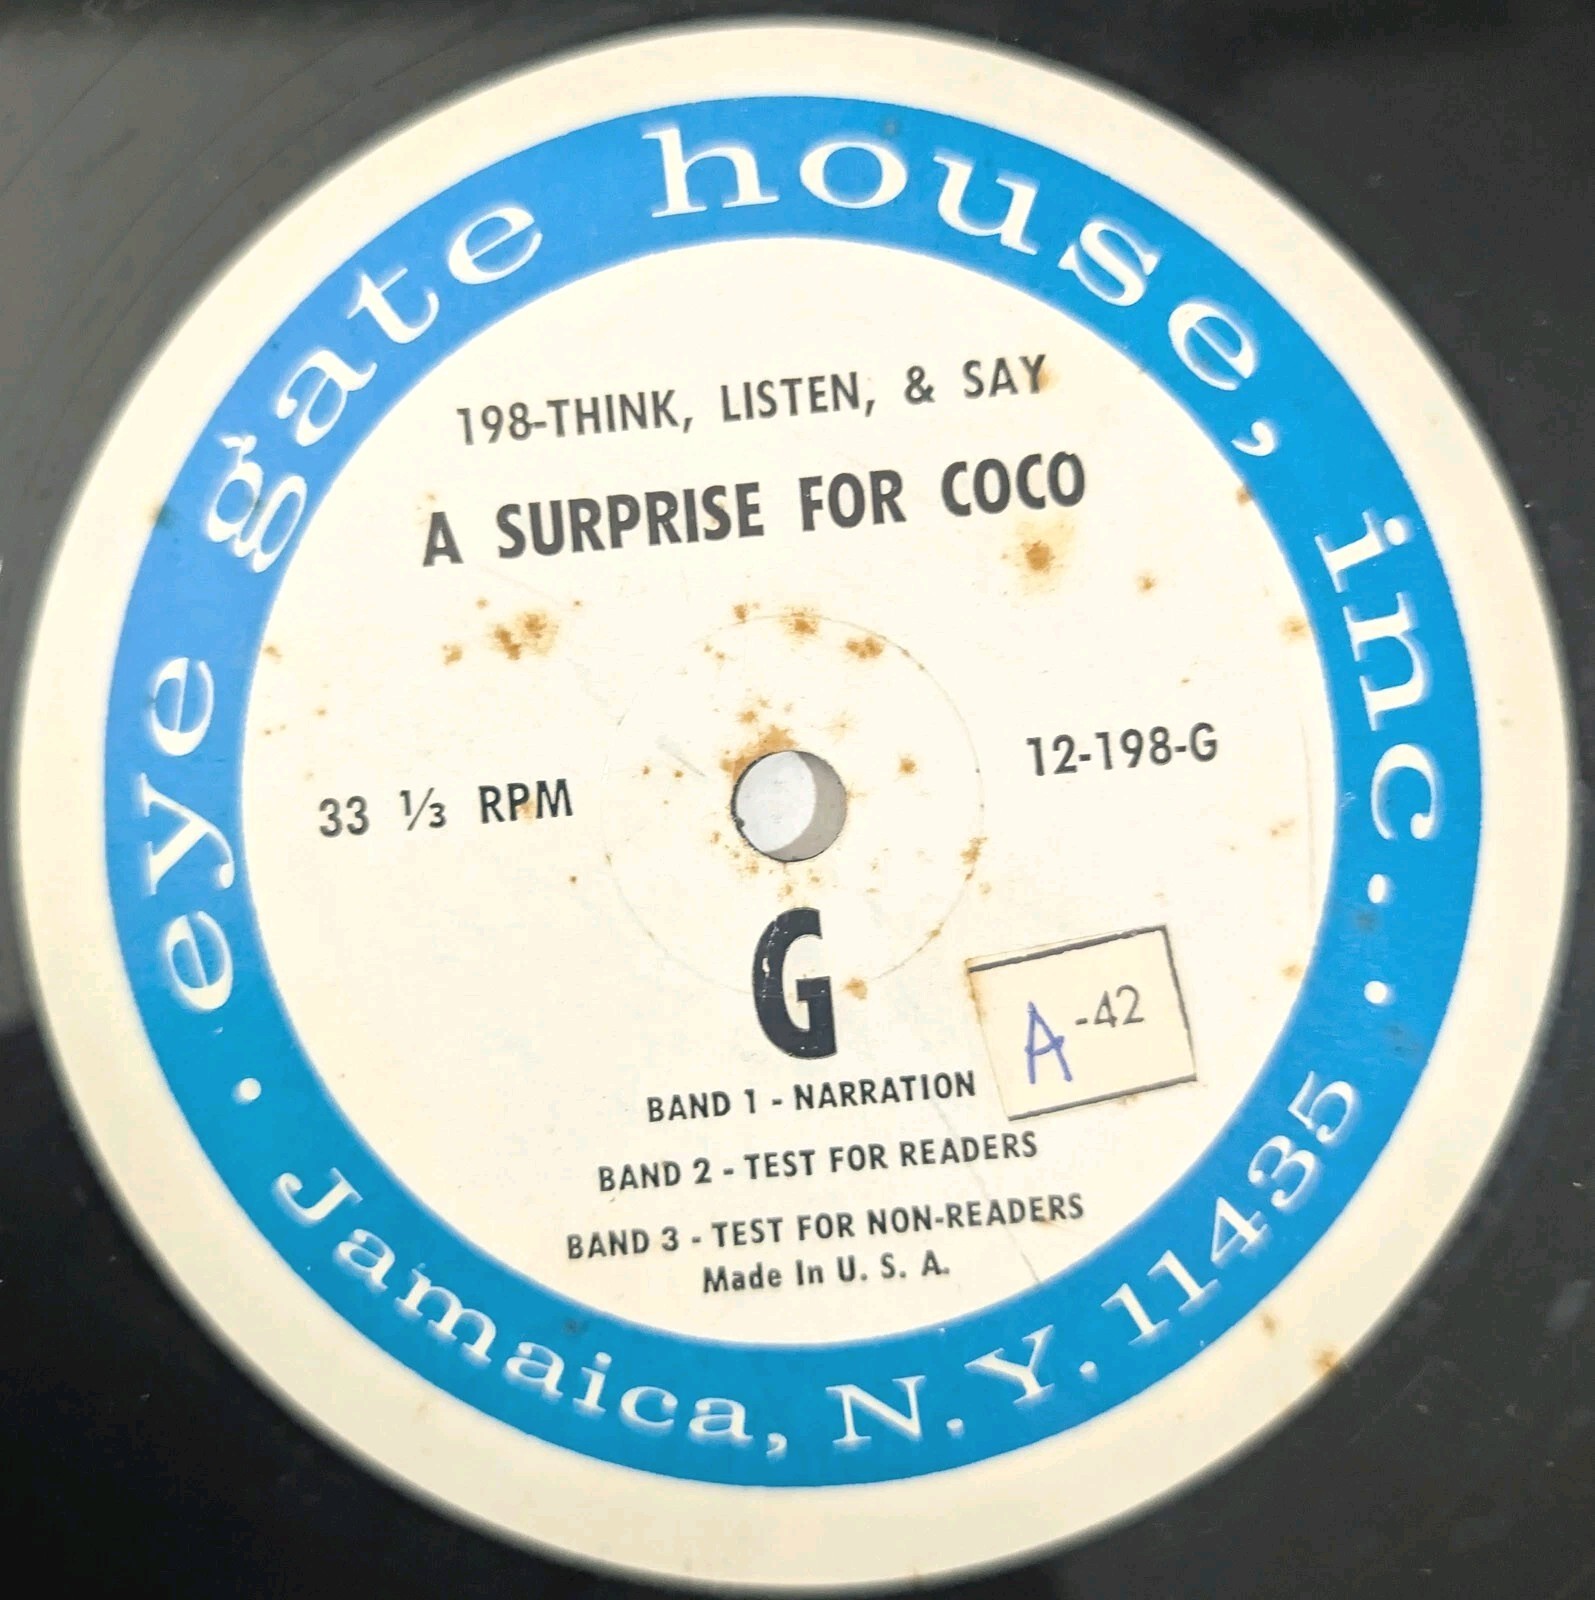 eye gate house, inc. .
198-THINK, LISTEN, & SAY
A SURPRISE FOR COCO
33 ⅓ RPM
12-198-G
G
A-42
BAND 1 - NARRATION
BAND 2 - TEST FOR READERS
BAND 3 - TEST FOR NON-READERS
Made In U. S. A.
. Jamaica, N. Y. 11435